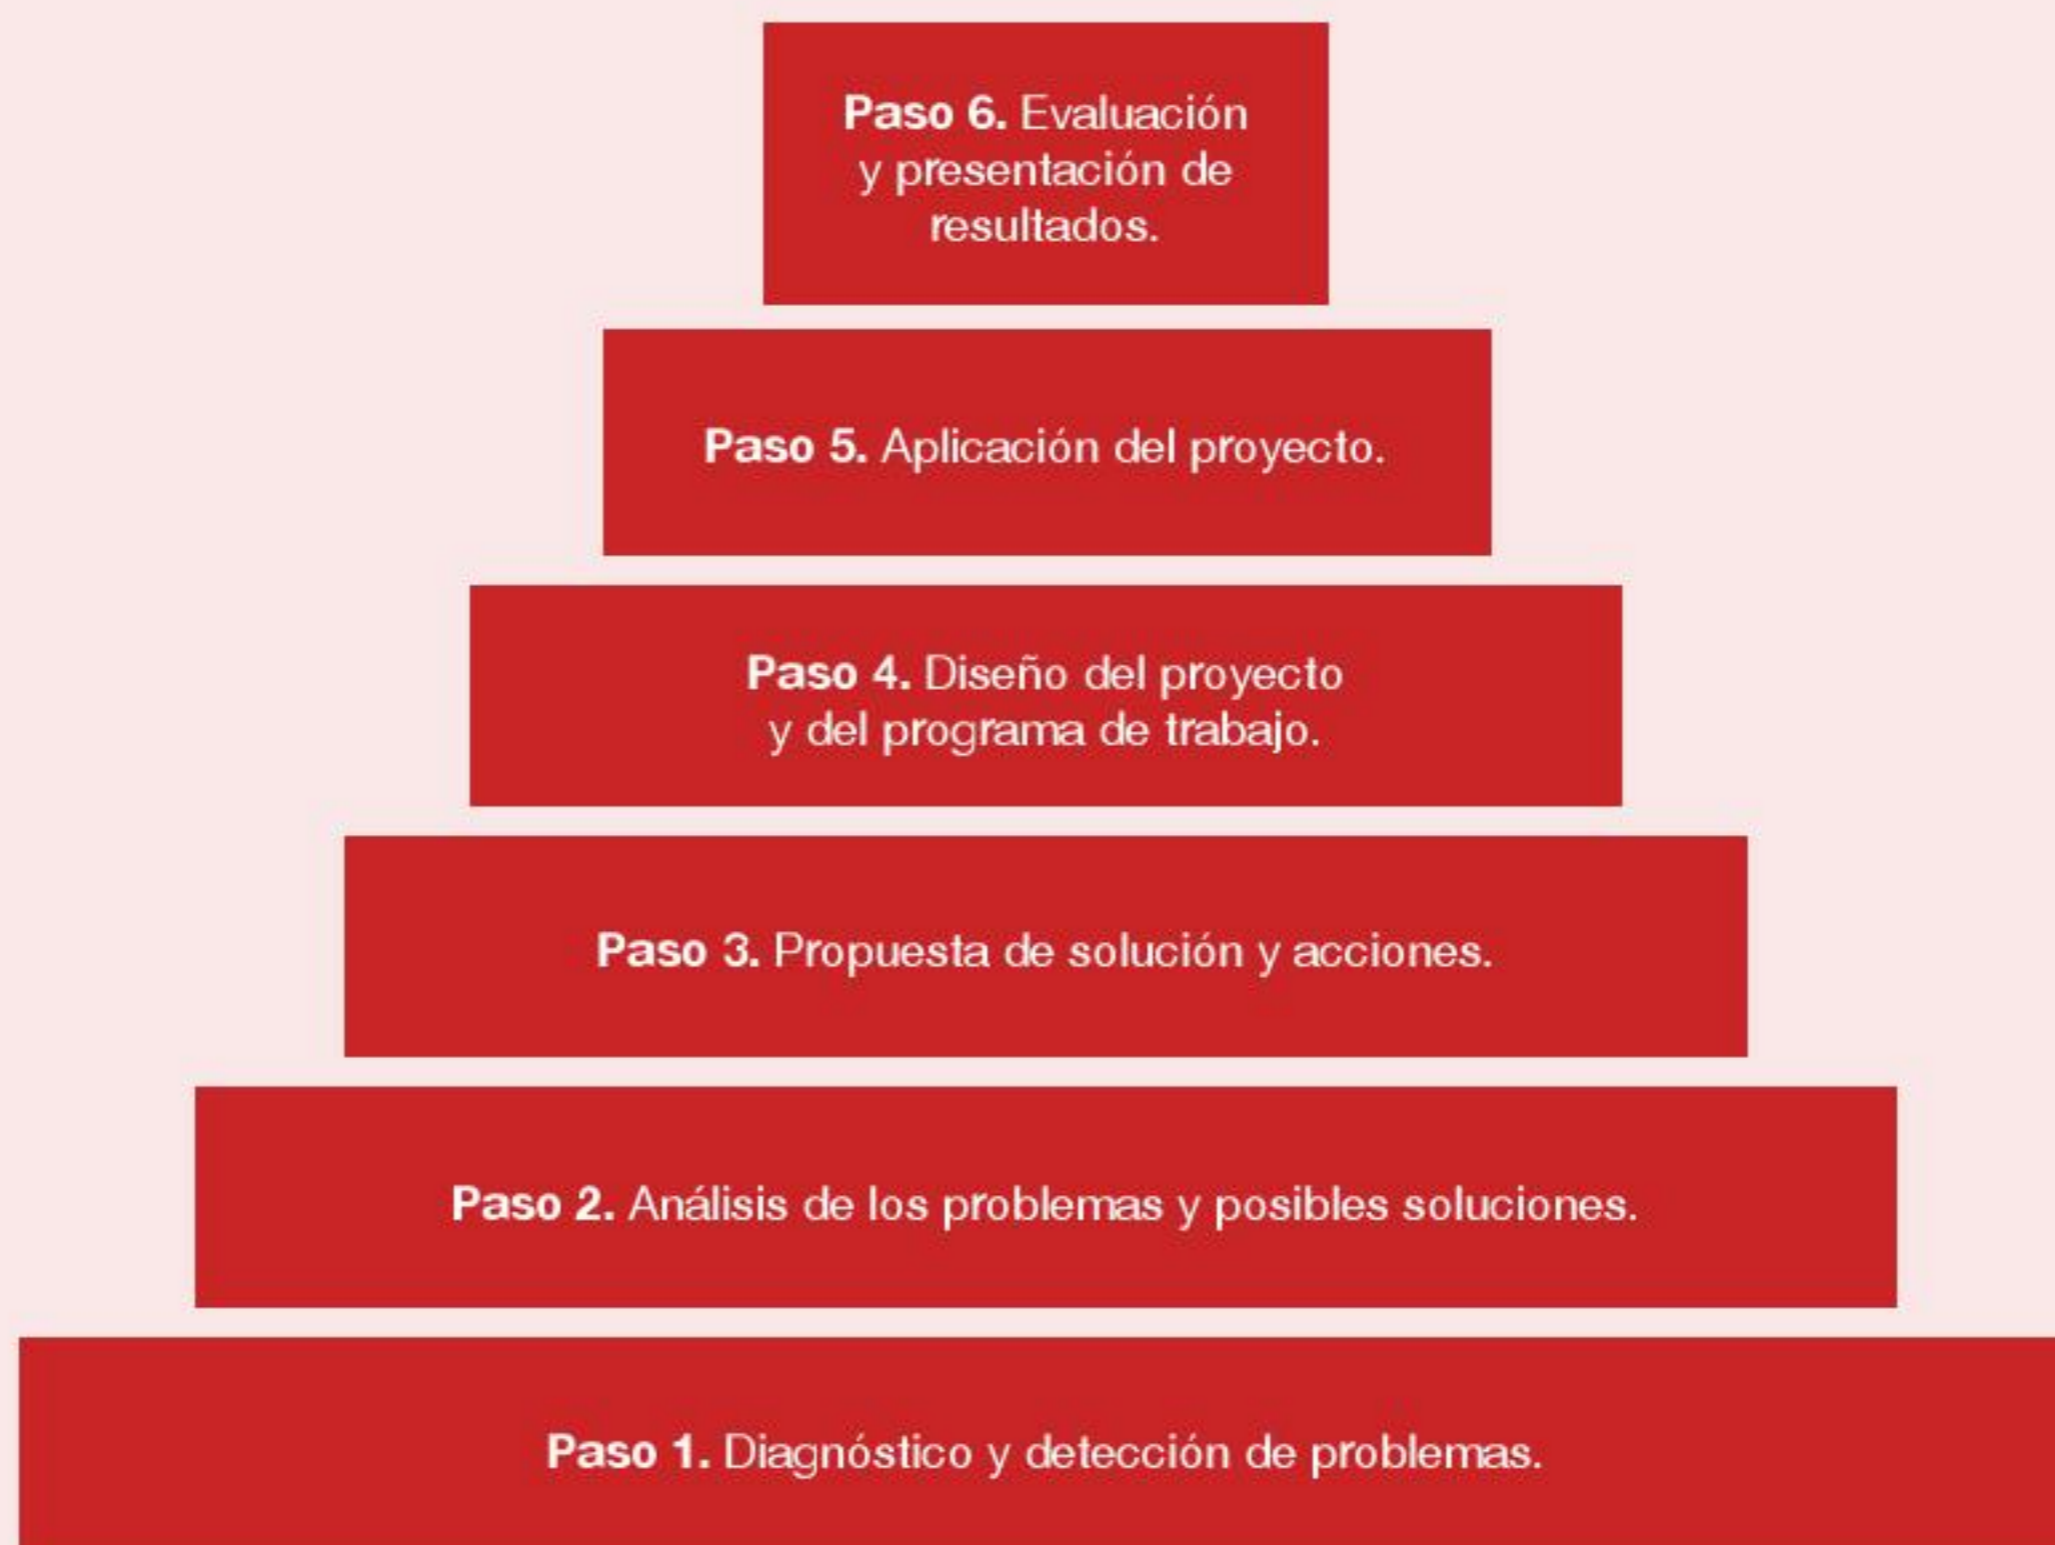 Paso 6. Evaluación
y presentación de
resultados.
Paso 5. Aplicación del proyecto.
Paso 4. Diseño del proyecto
y del programa de trabajo.
Paso 3. Propuesta de solución y acciones.
Paso 2. Análisis de los problemas y posibles soluciones.
Paso 1. Diagnóstico y detección de problemas.